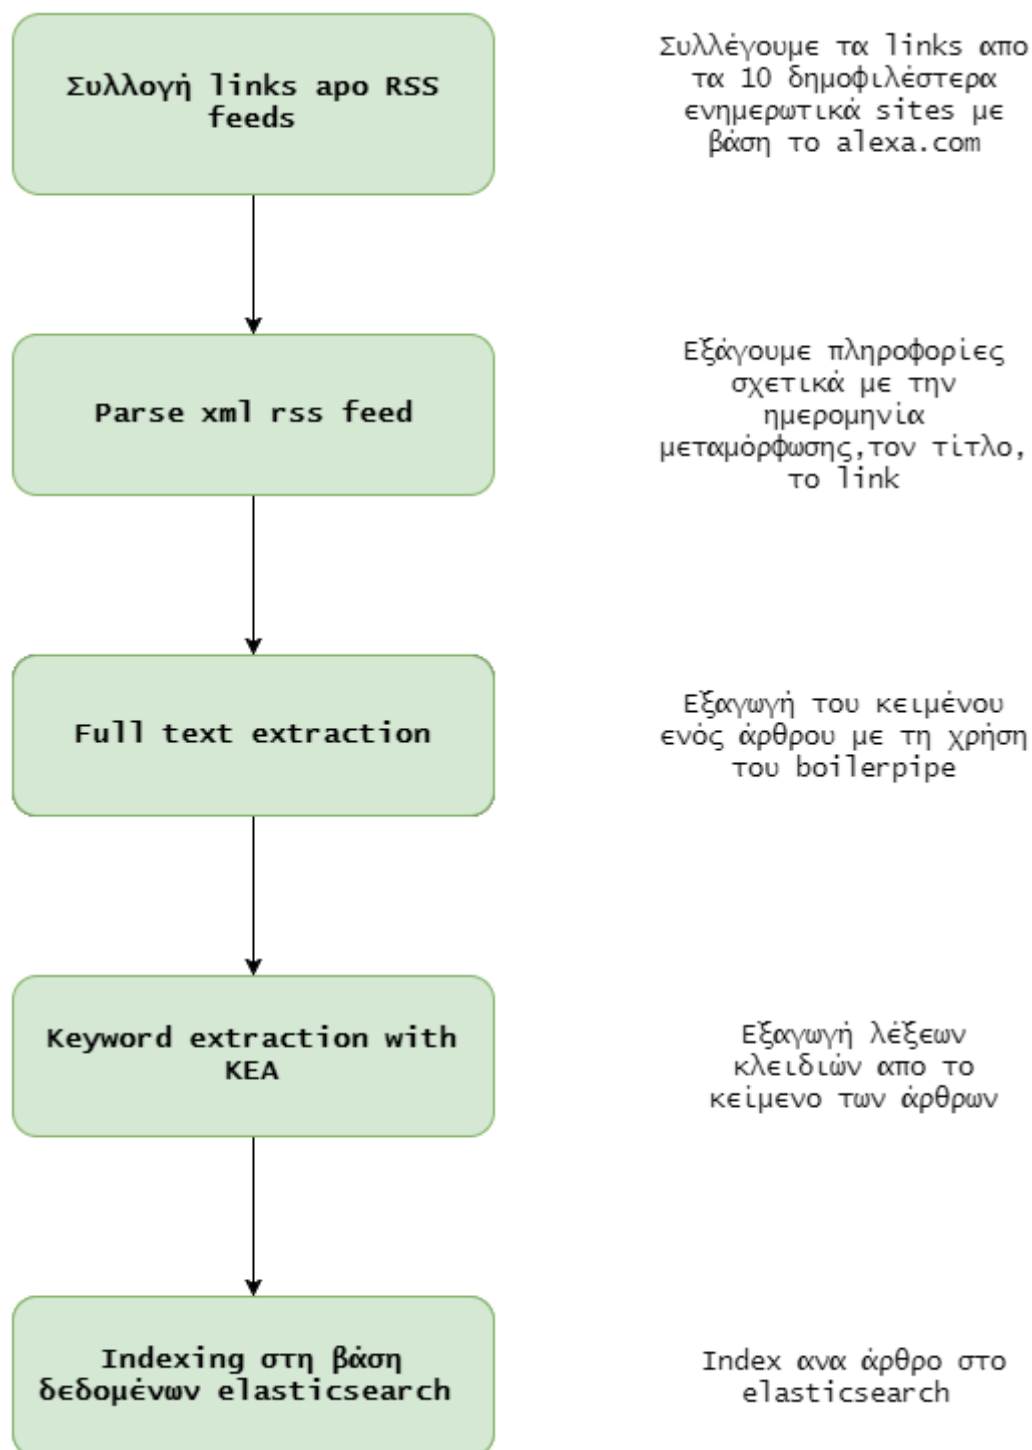 Συλλογή links apo RSS
feeds
Συλλέγουμε τα links απο
τα 10 δημοφιλέστερα
ενημερωτικά sites με
βάση το alexa.com
Parse xml rss feed
Εξάγουμε πληροφορίες
σχετικά με την
ημερομηνία
μεταμόρφωσης,τον τίτλο,
το link
Full text extraction
Εξαγωγή του κειμένου
ενός άρθρου με τη χρήση
του boilerpipe
Keyword extraction with
KEA
Εξαγωγή λέξεων
κλειδιών απο το
κείμενο των άρθρων
Indexing στη βάση
δεδομένων elasticsearch
Index ανα άρθρο στο
elasticsearch